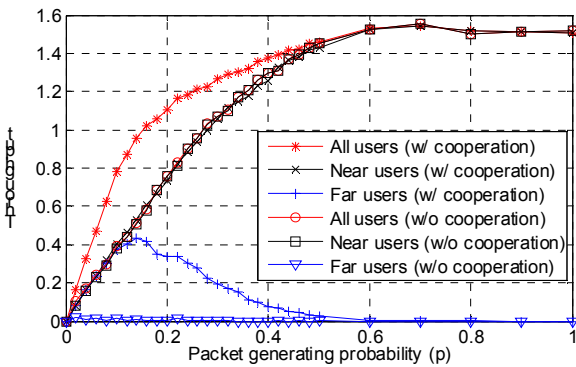 1.6
1.4
1.2
1
0.8
0.6
0.4
0.2
0
Throughput
All users (w/ cooperation)
Near users (w/ cooperation)
Far users (w/ cooperation)
All users (w/o cooperation)
Near users (w/o cooperation)
Far users (w/o cooperation)
0 0.2 0.4 0.6 0.8 1
Packet generating probability (p)